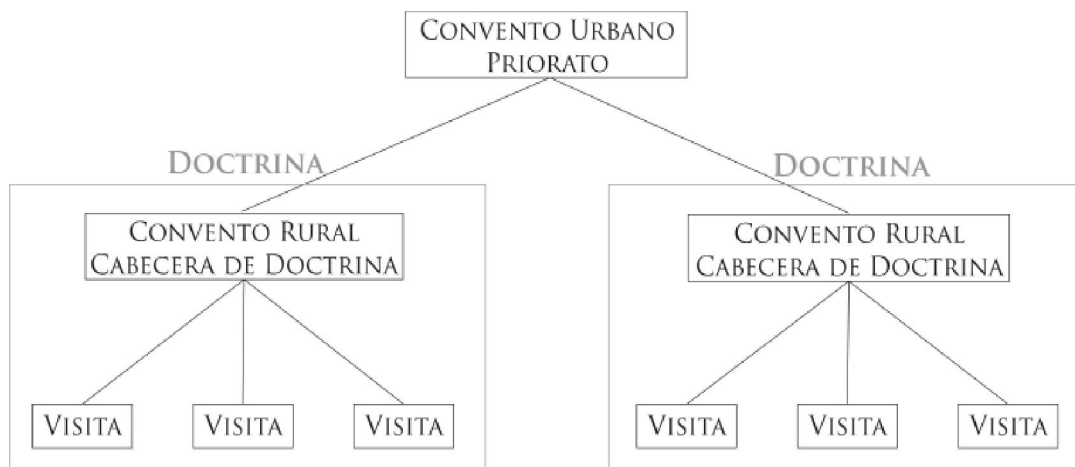 CONVENTO URBANO
PRIORATO
DOCTRINA
DOCTRINA
CONVENTO RURAL
CABECERA DE DOCTRINA
CONVENTO RURAL
CABECERA DE DOCTRINA
VISITA
VISITA
VISITA
VISITA
VISITA
VISITA